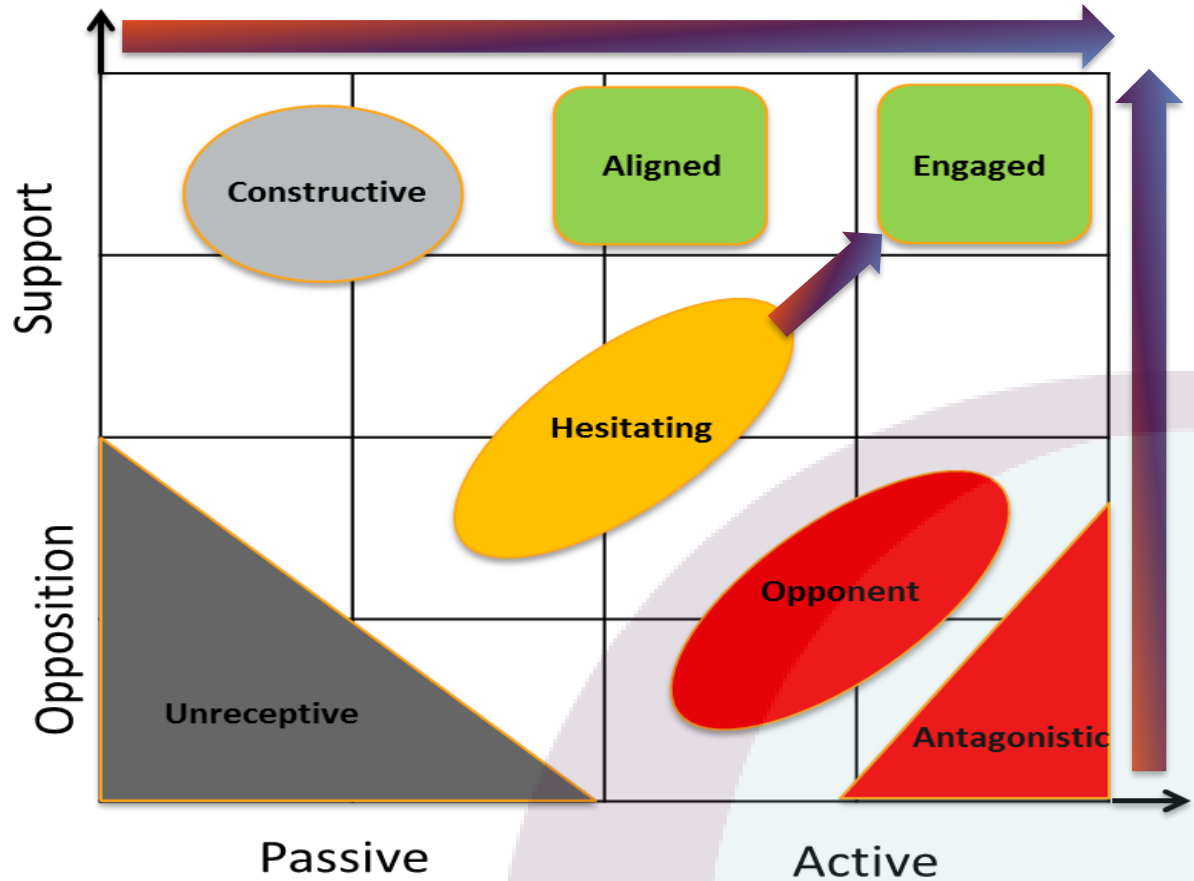 Support
Opposition
Constructive
Aligned
Engaged
Hesitating
Opponent
Unreceptive
Antagonistic
Passive
Active